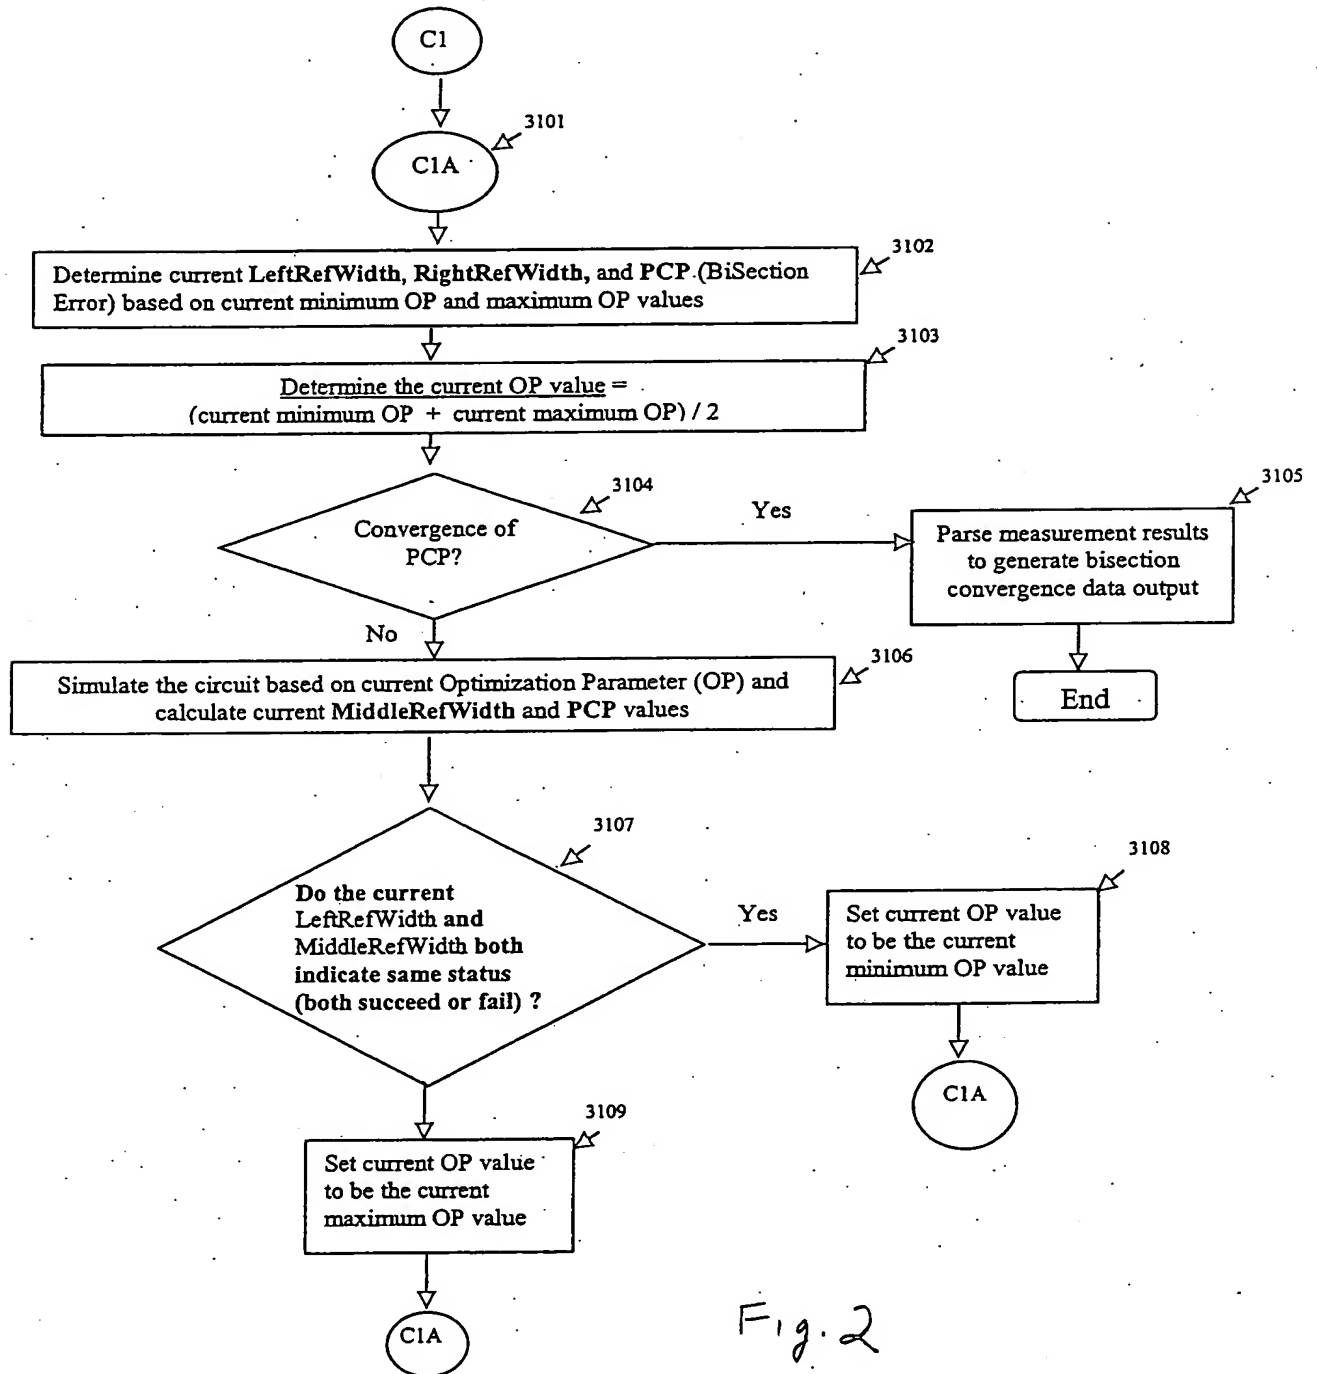 C1
3101
C1A
3102
Determine current LeftRefWidth, RightRefWidth, and PCP (BiSection
Error) based on current minimum OP and maximum OP values
3103
Determine the current OP value =
(current minimum OP + current maximum OP) / 2
3104
Convergence of
PCP?
Yes
3105
Parse measurement results
to generate bisection
convergence data output
No
End
3106
Simulate the circuit based on current Optimization Parameter (OP) and
calculate current MiddleRefWidth and PCP values
3107
Do the current
LeftRefWidth and
MiddleRefWidth both
indicate same status
(both succeed or fail) ?
Yes
3108
Set current OP value
to be the current
minimum OP value
C1A
3109
Set current OP value
to be the current
maximum OP value
C1A
Fig. 2